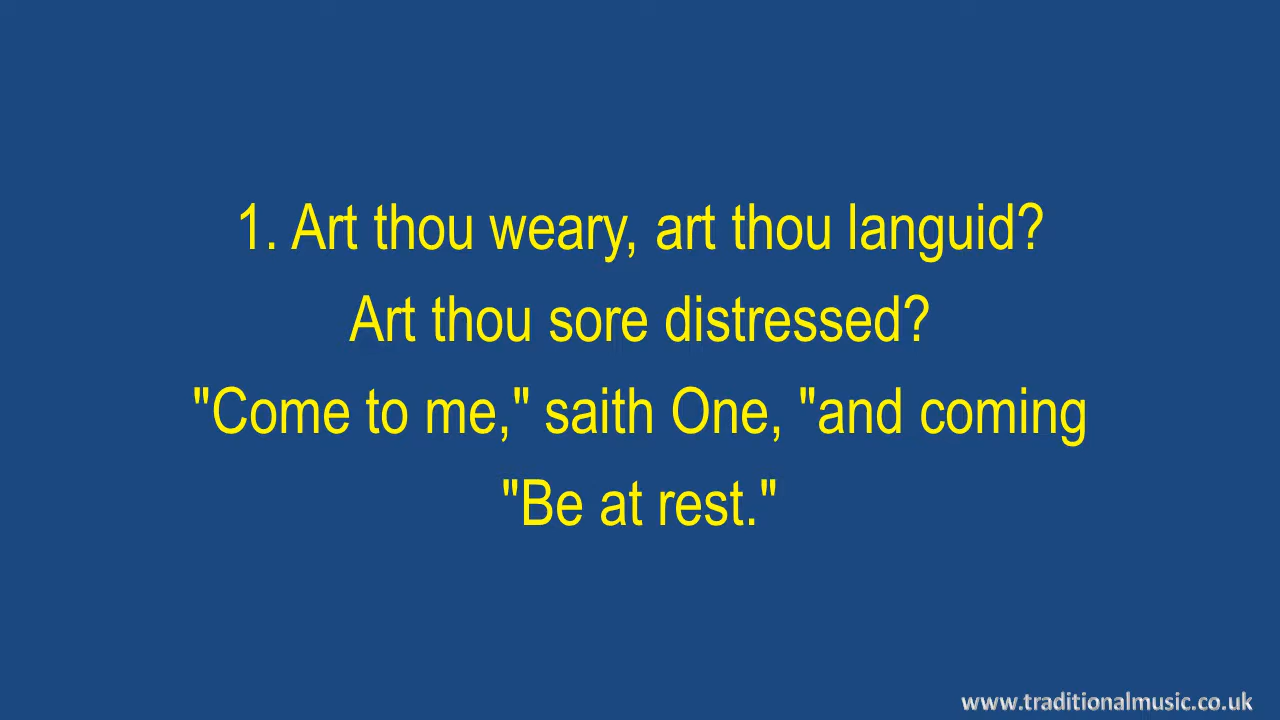 1. Art thou weary, art thou languid?
Art thou sore distressed?
"Come to me," saith One, "and coming
"Be at rest."
www.traditionalmusic.co.uk